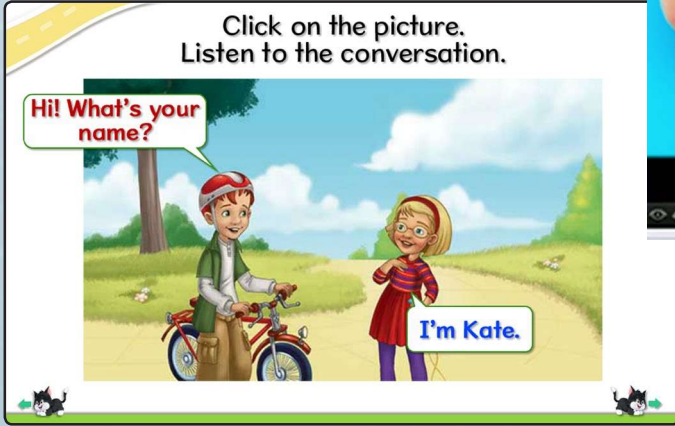 Click on the picture.
Listen to the conversation.
Hi! What's your
name?
I'm Kate.